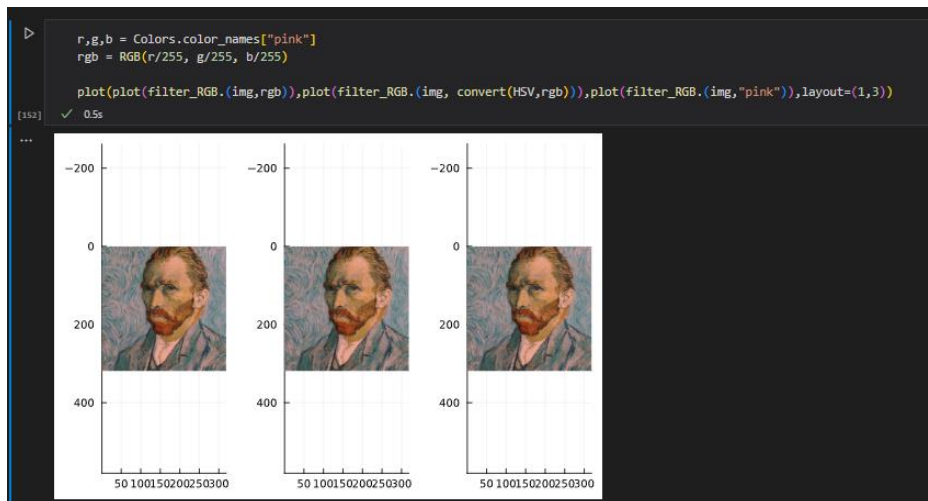 r,g,b = Colors.color_names["pink"]
rgb = RGB(r/255, g/255, b/255)
plot(plot(filter_RGB.(img,rgb)),plot(filter_RGB.(img, convert(HSV,rgb))),plot(filter_RGB.(img,"pink")),layout=(1,3))
[152] ✓ 0.5s
...
−200 −200 −200
0 0 0
200 200 200
400 400 400
50 100150200250300 50 100150200250300 50 100150200250300